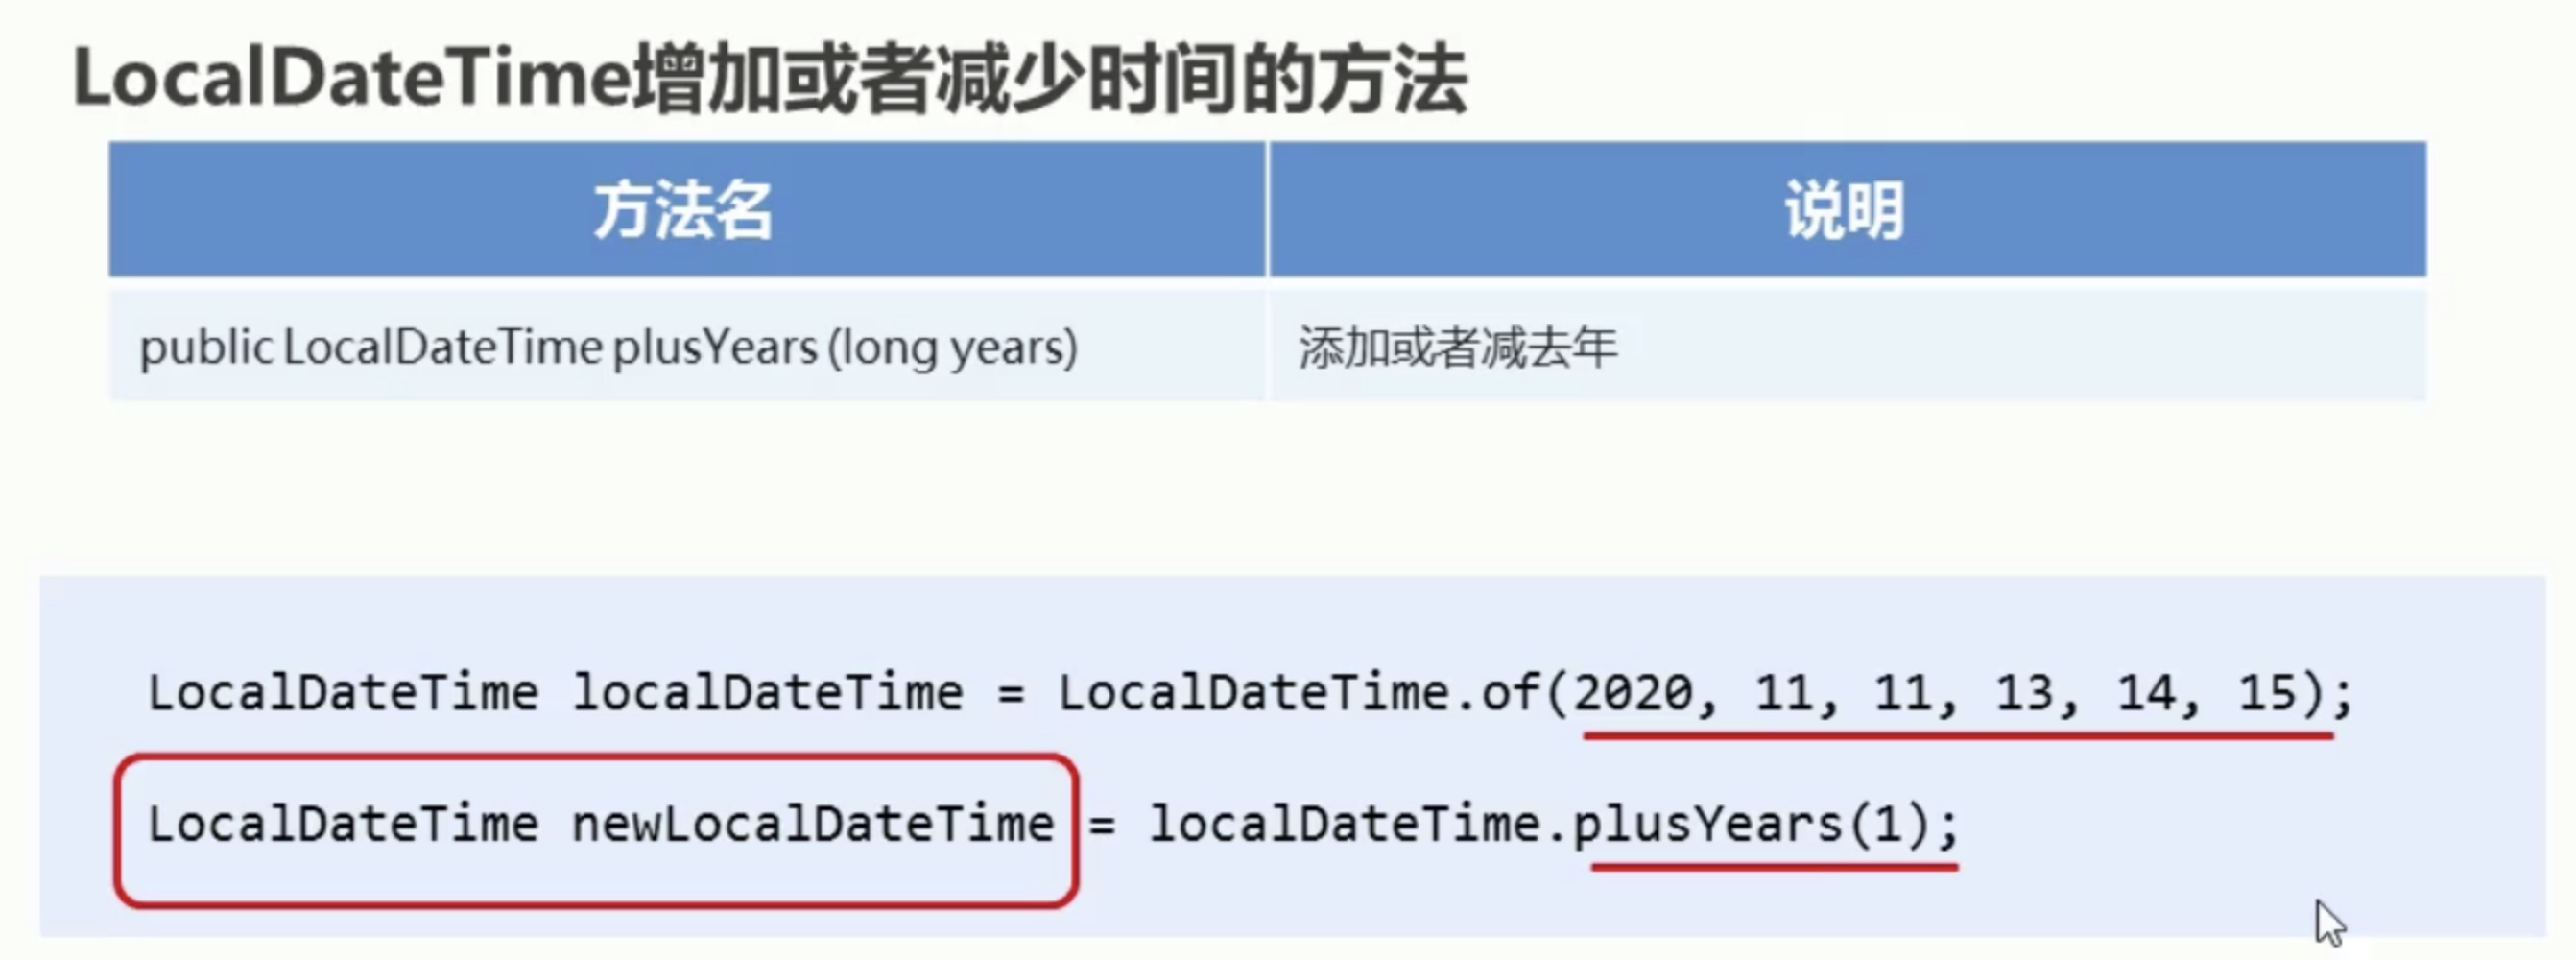 LocalDateTime增加或者减少时间的方法
方法名 说明
public LocalDateTime plusYears (long years) 添加或者减去年
LocalDateTime localDateTime = LocalDateTime.of(2020, 11, 11, 13, 14, 15);
LocalDateTime newLocalDateTime = localDateTime.plusYears(1);